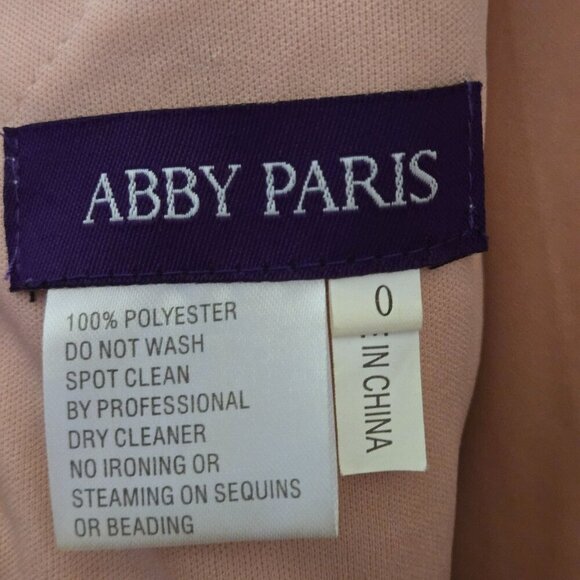 ABBY PARIS
100% POLYESTER
DO NOT WASH
SPOT CLEAN
BY PROFESSIONAL
DRY CLEANER
NO IRONING OR
STEAMING ON SEQUINS
OR BEADING
0
IN CHINA